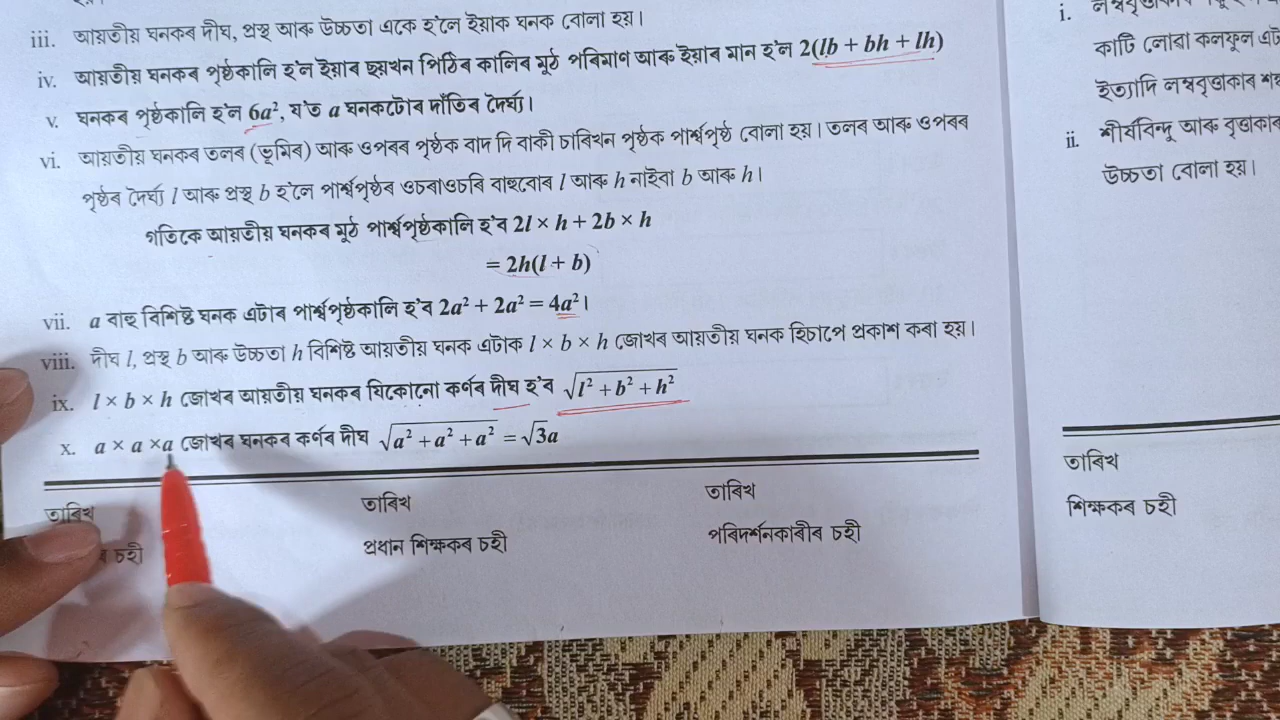 iii. আয়তীয় ঘনকৰ দীঘ, প্ৰস্থ আৰু উচ্চতা একে হ'লে ইয়াক ঘনক বোলা হয়।
iv. আয়তীয় ঘনকৰ পৃষ্ঠকালি হ'ল ইয়াৰ ছয়খন পিঠিৰ কালিৰ মুঠ পৰিমাণ আৰু ইয়াৰ মান হ'ল 2(lb + bh + lh)
v. ঘনকৰ পৃষ্ঠকালি হ'ল 6a², য'ত a ঘনকটোৰ দাঁতিৰ দৈৰ্ঘ্য।
vi. আয়তীয় ঘনকৰ তলৰ (ভূমিৰ) আৰু ওপৰৰ পৃষ্ঠক বাদ দি বাকী চাৰিখন পৃষ্ঠক পাৰ্শ্বপৃষ্ঠ বোলা হয়। তলৰ আৰু ওপৰৰ
পৃষ্ঠৰ দৈৰ্ঘ্য l আৰু প্ৰস্থ b হ'লে পাৰ্শ্বপৃষ্ঠৰ ওচৰাওচৰি বাহুবোৰ l আৰু h নাইবা b আৰু h।
গতিকে আয়তীয় ঘনকৰ মুঠ পাৰ্শ্বপৃষ্ঠকালি হ'ব 2l × h + 2b × h
= 2h(l + b)
vii. a বাহু বিশিষ্ট ঘনক এটাৰ পাৰ্শ্বপৃষ্ঠকালি হ'ব 2a² + 2a² = 4a²।
viii. দীঘ l, প্ৰস্থ b আৰু উচ্চতা h বিশিষ্ট আয়তীয় ঘনক এটাক l × b × h জোখৰ আয়তীয় ঘনক হিচাপে প্ৰকাশ কৰা হয়।
ix. l × b × h জোখৰ আয়তীয় ঘনকৰ যিকোনো কৰ্ণৰ দীঘ হ'ব √(l² + b² + h²)
x. a × a × a জোখৰ ঘনকৰ কৰ্ণৰ দীঘ √(a² + a² + a²) = √3a
তাৰিখ তাৰিখ তাৰিখ
চহী প্ৰধান শিক্ষকৰ চহী পৰিদৰ্শনকাৰীৰ চহী
i.
কাটি লোৱা কলফুল
ইত্যাদি লম্ববৃত্তাকাৰ
ii. শীৰ্ষবিন্দু আৰু বৃত্তাকাৰ
উচ্চতা বোলা হয়।
তাৰিখ
শিক্ষকৰ চহী